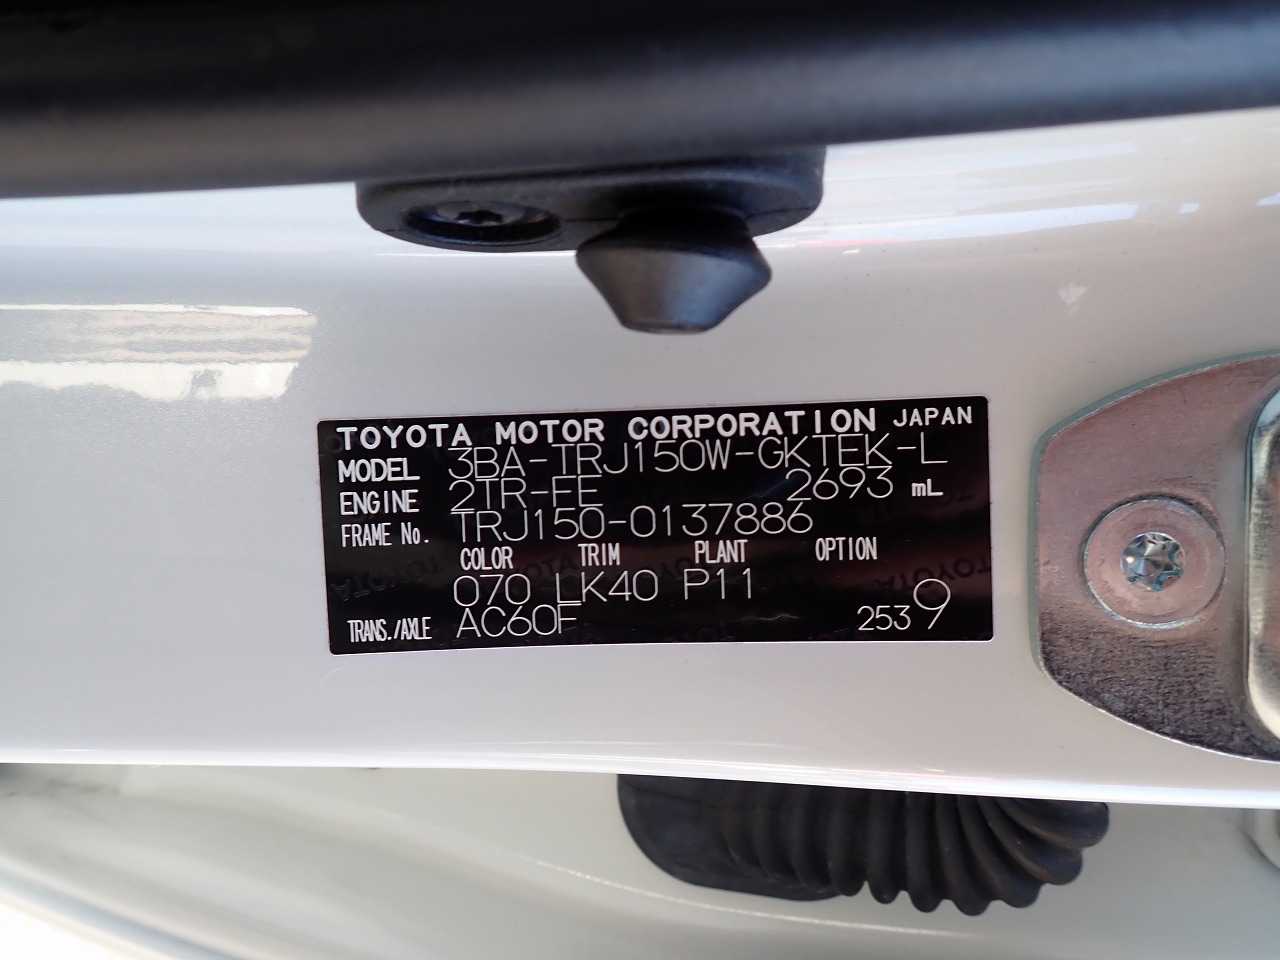 TOYOTA MOTOR CORPORATION JAPAN
MODEL 3BA-TRJ150W-GKTEK-L
ENGINE 2TR-FE 2693 mL
FRAME No. TRJ150-0137886
COLOR TRIM PLANT OPTION
070 LK40 P11
TRANS./AXLE AC60F 2539